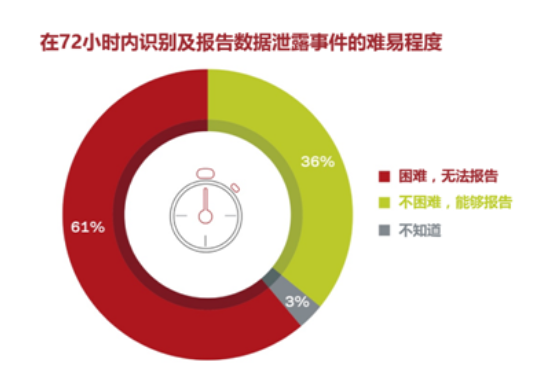 在72小时内识别及报告数据泄露事件的难易程度
36%
61%
3%
困难，无法报告
不困难，能够报告
不知道